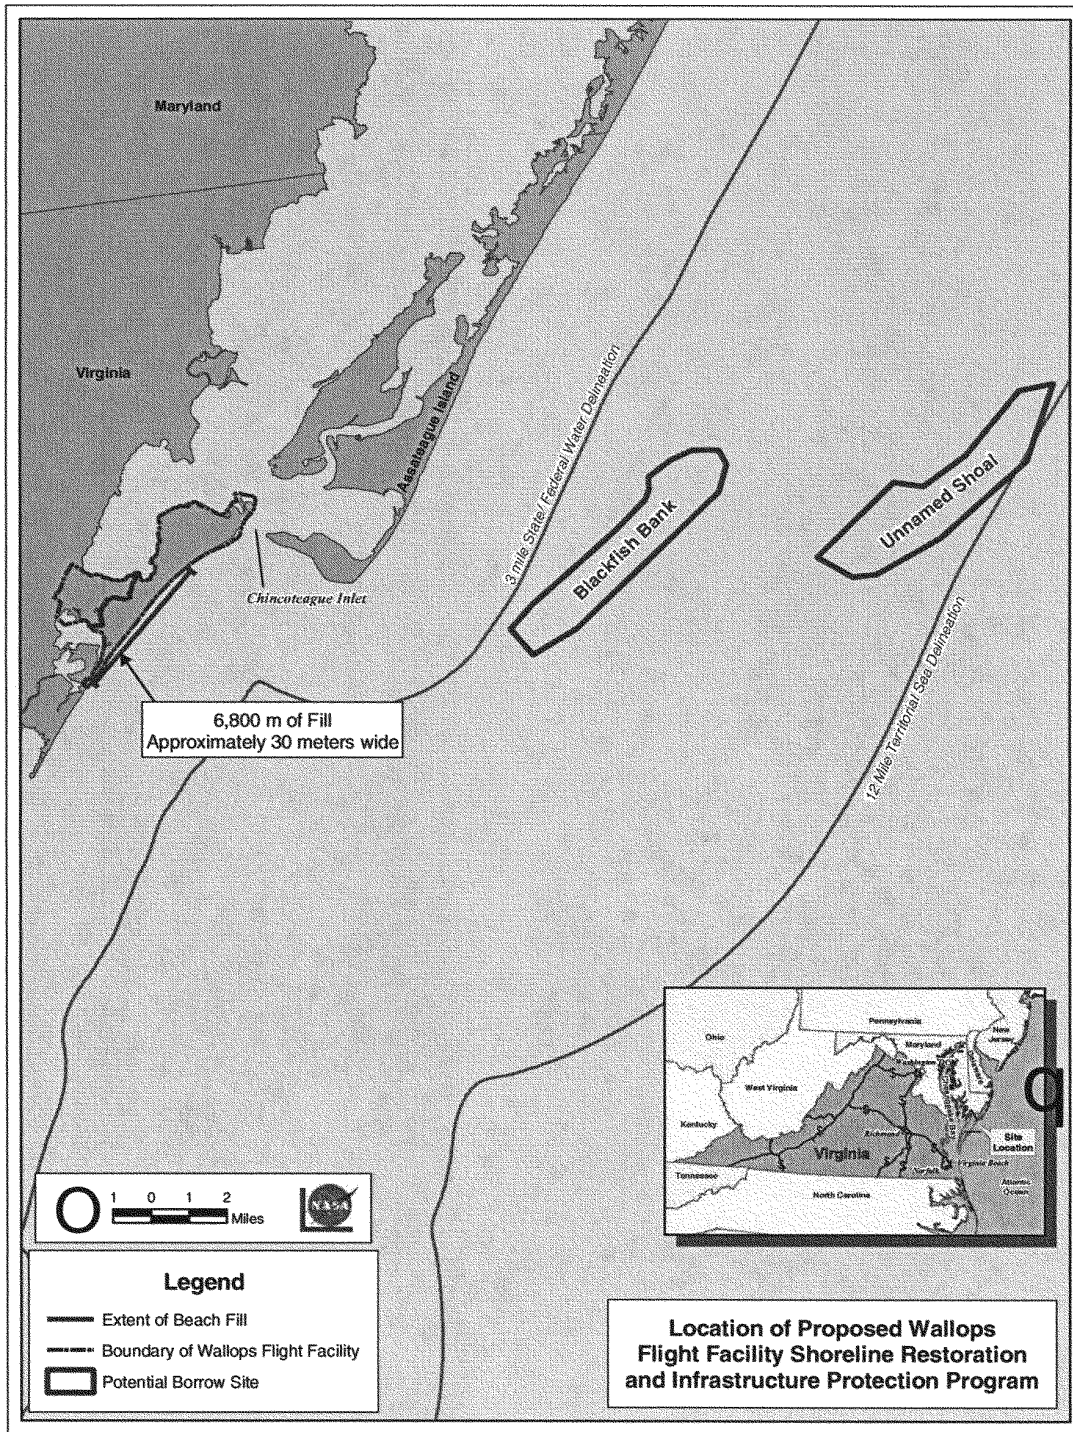 Maryland
Virginia
Assateague Island
3 mile State / Federal Water Delineation
Blackfish Bank
Unnamed Shoal
Chincoteague Inlet
12 Mile Territorial Sea Delineation
6,800 m of Fill
Approximately 30 meters wide
Pennsylvania
Ohio
New
Jersey
Maryland
Washington
West Virginia
Kentucky
Richmond
Site
Location
Virginia
Norfolk
Virginia Beach
Tennessee
Atlantic
Ocean
North Carolina
q
O
1 0 1 2
Miles
NASA
Legend
Extent of Beach Fill
Boundary of Wallops Flight Facility
Potential Borrow Site
Location of Proposed Wallops
Flight Facility Shoreline Restoration
and Infrastructure Protection Program